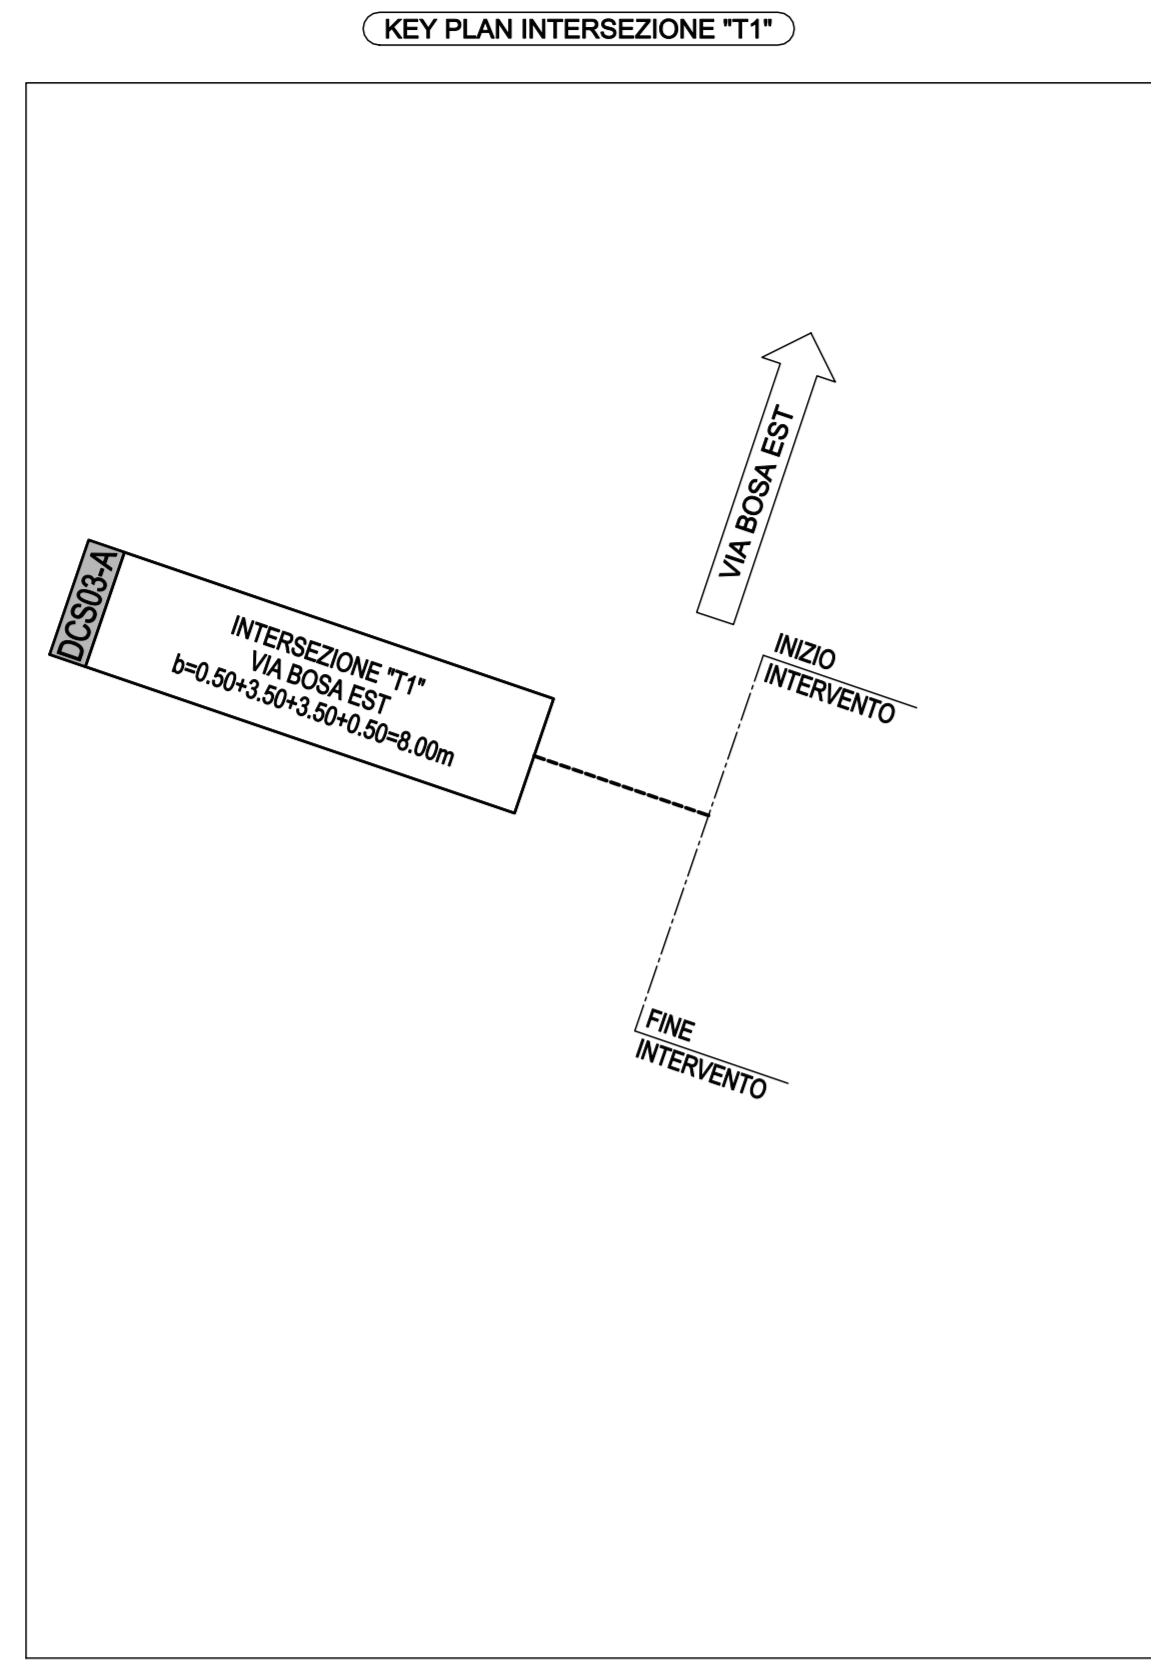 KEY PLAN INTERSEZIONE "T1"
VIA BOSA EST
DCS03-A
INTERSEZIONE "T1"
VIA BOSA EST
b=0.50+3.50+3.50+0.50=8.00m
INIZIO
INTERVENTO
FINE
INTERVENTO